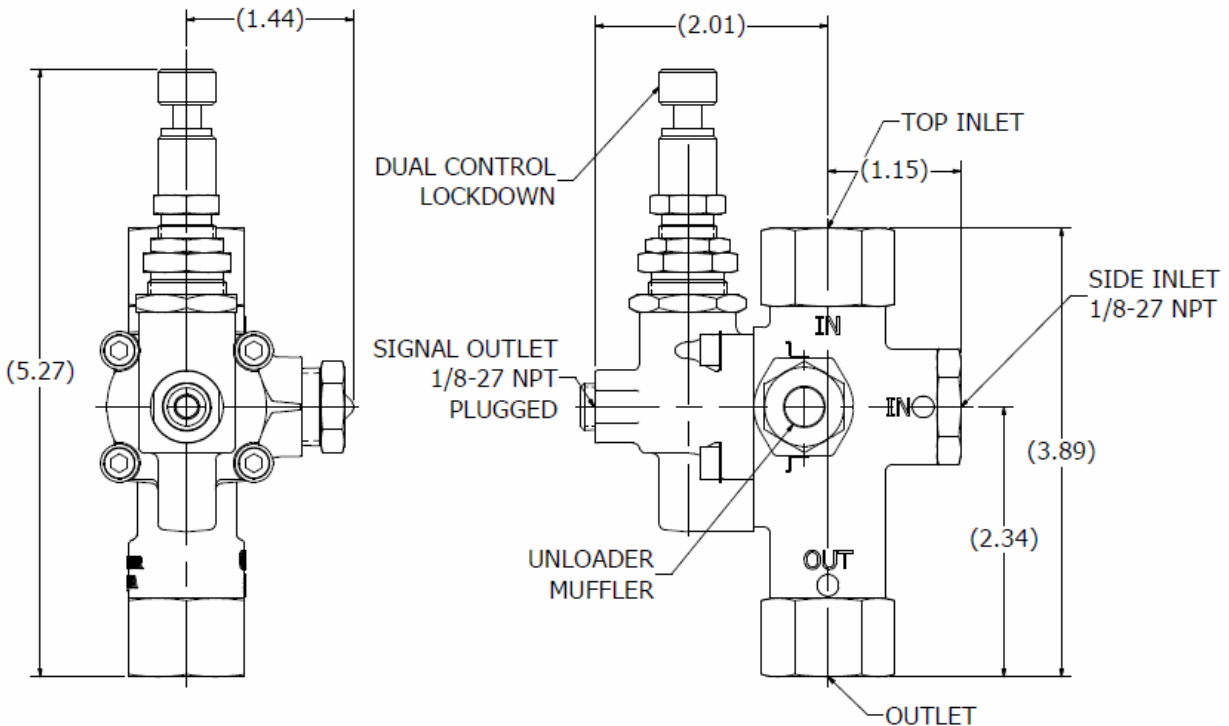 (1.44)
(2.01)
TOP INLET
(1.15)
DUAL CONTROL
LOCKDOWN
SIDE INLET
1/8-27 NPT
IN
SIGNAL OUTLET
1/8-27 NPT
PLUGGED
(5.27)
IN
(3.89)
(2.34)
UNLOADER
MUFFLER
OUT
OUTLET